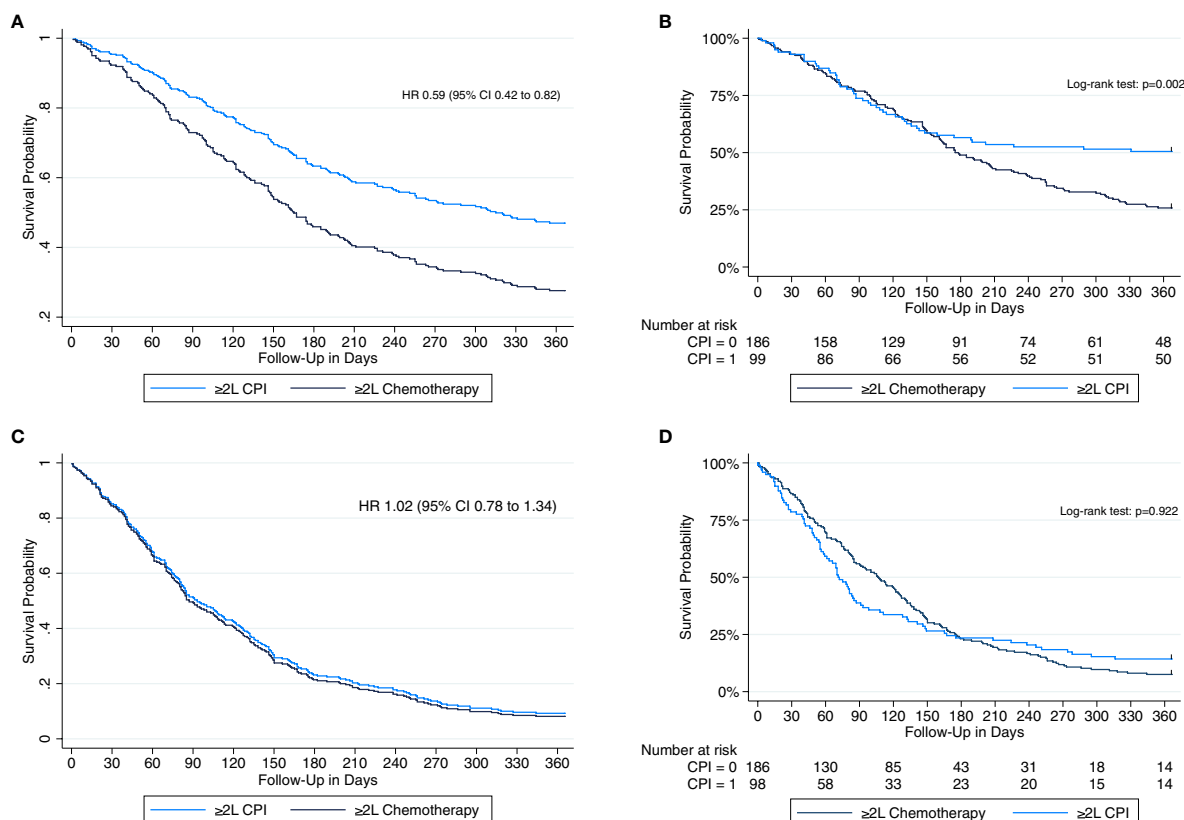 A
1
.8
.6
.4
.2
Survival Probability
HR 0.59 (95% CI 0.42 to 0.82)
0 30 60 90 120 150 180 210 240 270 300 330 360
Follow-Up in Days
≥2L CPI ≥2L Chemotherapy
B
100%
75%
50%
25%
0%
Survival Probability
Log-rank test: p=0.002
0 30 60 90 120 150 180 210 240 270 300 330 360
Follow-Up in Days
Number at risk
CPI = 0 186 158 129 91 74 61 48
CPI = 1 99 86 66 56 52 51 50
≥2L Chemotherapy ≥2L CPI
C
1
.8
.6
.4
.2
0
Survival Probability
HR 1.02 (95% CI 0.78 to 1.34)
0 30 60 90 120 150 180 210 240 270 300 330 360
Follow-Up in Days
≥2L CPI ≥2L Chemotherapy
D
100%
75%
50%
25%
0%
Survival Probability
Log-rank test: p=0.922
0 30 60 90 120 150 180 210 240 270 300 330 360
Follow-Up in Days
Number at risk
CPI = 0 186 130 85 43 31 18 14
CPI = 1 98 58 33 23 20 15 14
≥2L Chemotherapy ≥2L CPI